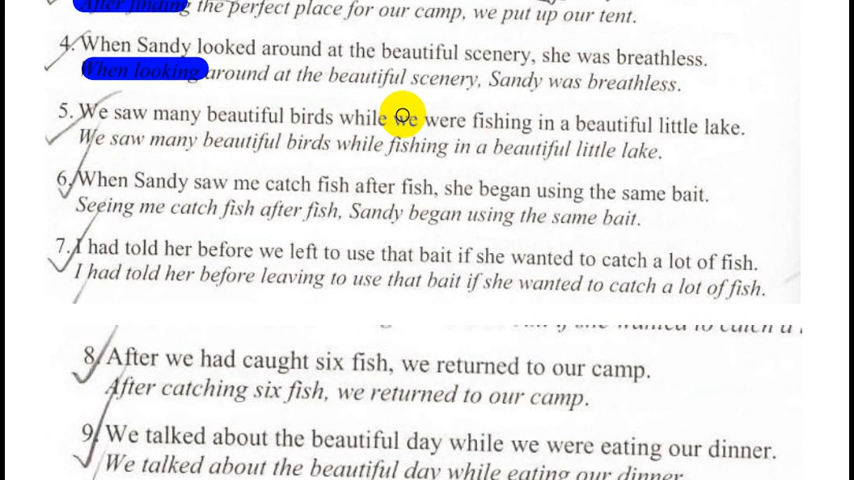 After finding the perfect place for our camp, we put up our tent.
4. When Sandy looked around at the beautiful scenery, she was breathless.
When looking around at the beautiful scenery, Sandy was breathless.
5. We saw many beautiful birds while we were fishing in a beautiful little lake.
We saw many beautiful birds while fishing in a beautiful little lake.
6. When Sandy saw me catch fish after fish, she began using the same bait.
Seeing me catch fish after fish, Sandy began using the same bait.
7. I had told her before we left to use that bait if she wanted to catch a lot of fish.
I had told her before leaving to use that bait if she wanted to catch a lot of fish.
8. After we had caught six fish, we returned to our camp.
After catching six fish, we returned to our camp.
9. We talked about the beautiful day while we were eating our dinner.
We talked about the beautiful day while eating our dinner.